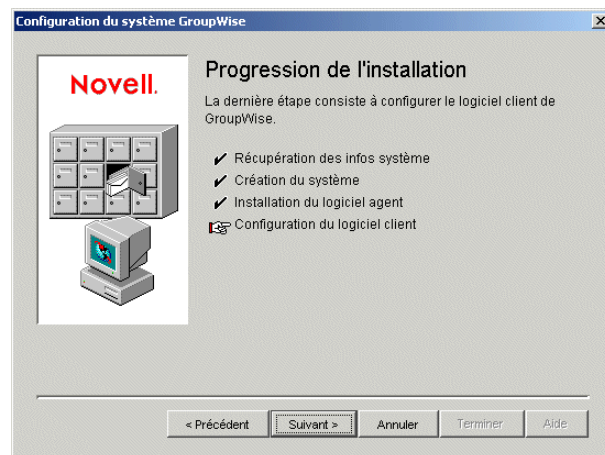 Configuration du système GroupWise
Novell.
Progression de l'installation
La dernière étape consiste à configurer le logiciel client de
GroupWise.
Récupération des infos système
Création du système
Installation du logiciel agent
Configuration du logiciel client
< Précédent
Suivant >
Annuler
Terminer
Aide